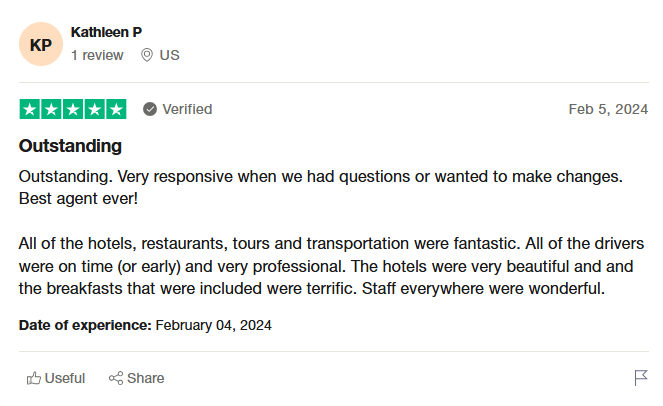 KP
Kathleen P
1 review US
Verified Feb 5, 2024
Outstanding
Outstanding. Very responsive when we had questions or wanted to make changes.
Best agent ever!
All of the hotels, restaurants, tours and transportation were fantastic. All of the drivers
were on time (or early) and very professional. The hotels were very beautiful and and
the breakfasts that were included were terrific. Staff everywhere were wonderful.
Date of experience: February 04, 2024
Useful Share